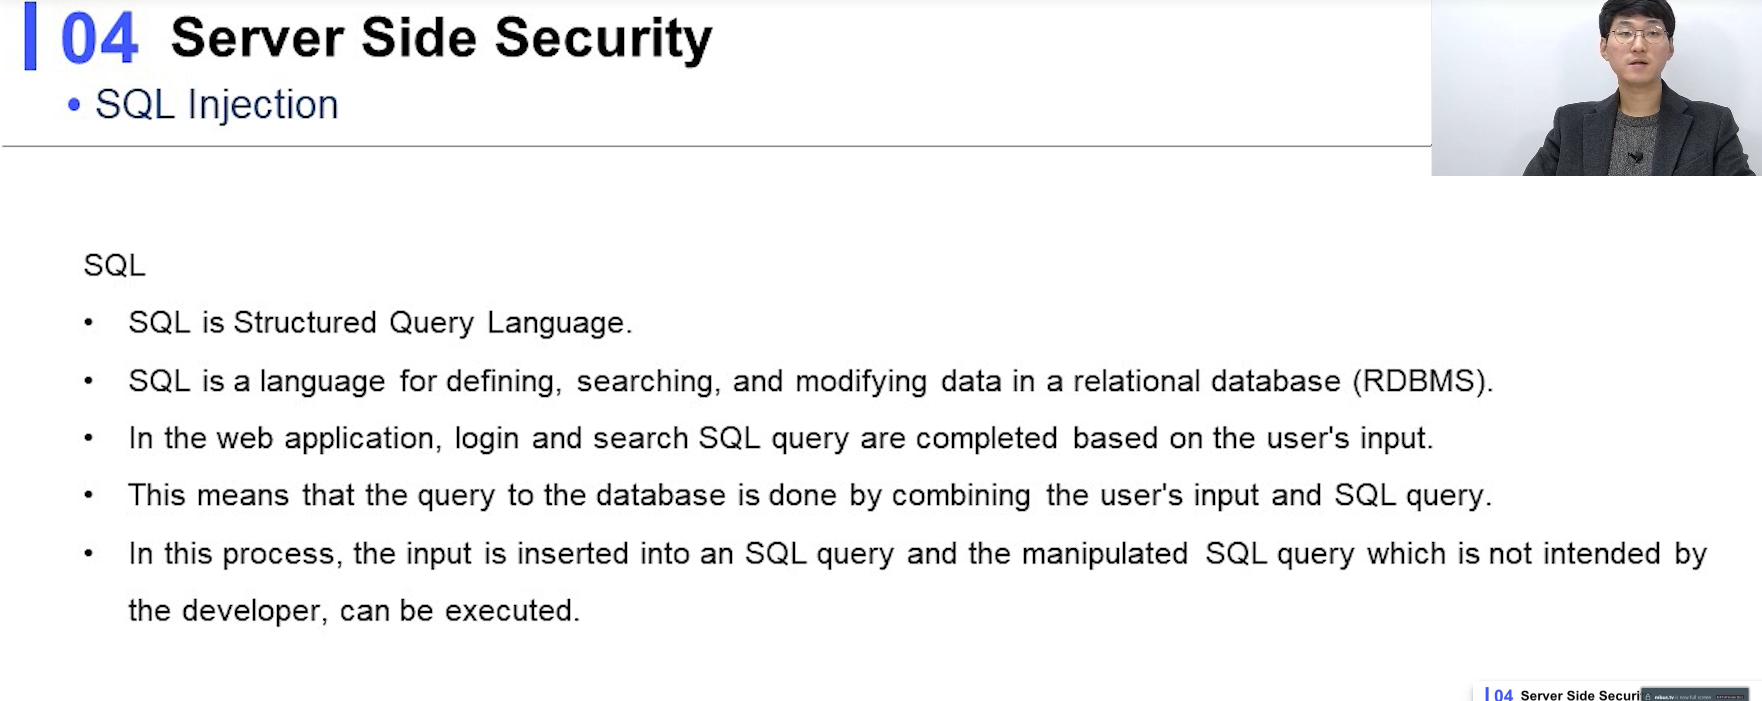 04 Server Side Security
• SQL Injection
SQL
• SQL is Structured Query Language.
• SQL is a language for defining, searching, and modifying data in a relational database (RDBMS).
• In the web application, login and search SQL query are completed based on the user's input.
• This means that the query to the database is done by combining the user's input and SQL query.
• In this process, the input is inserted into an SQL query and the manipulated SQL query which is not intended by
the developer, can be executed.
04 Server Side Securi